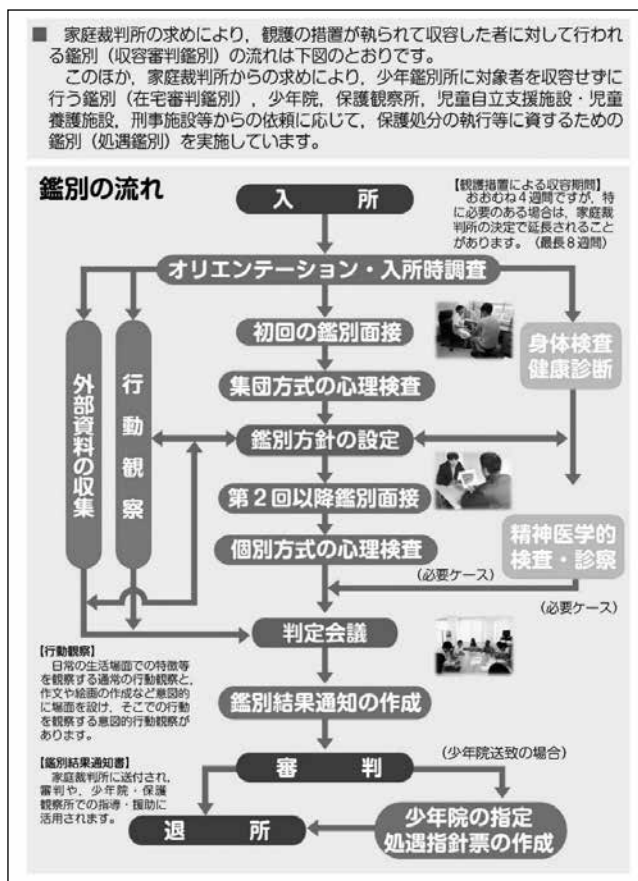 ■ 家庭裁判所の求めにより，観護の措置が執られて収容した者に対して行われ
る鑑別（収容審判鑑別）の流れは下図のとおりです。
このほか，家庭裁判所からの求めにより，少年鑑別所に対象者を収容せずに
行う鑑別（在宅審判鑑別），少年院，保護観察所，児童自立支援施設・児童
養護施設，刑事施設等からの依頼に応じて，保護処分の執行等に資するための
鑑別（処遇鑑別）を実施しています。
鑑別の流れ
入 所
【観護措置による収容期間】
おおむね４週間ですが，特
に必要のある場合は，家庭裁
判所の決定で延長されること
があります。（最長８週間）
オリエンテーション・入所時調査
初回の鑑別面接
身体検査
健康診断
外部資料の収集
行動観察
集団方式の心理検査
鑑別方針の設定
第２回以降鑑別面接
個別方式の心理検査
精神医学的
検査・診察
（必要ケース）
（必要ケース）
判定会議
【行動観察】
日常の生活場面での特徴等
を観察する通常の行動観察と，
作文や絵画の作成など意図的
に場面を設け，そこでの行動
を観察する意図的行動観察が
あります。
鑑別結果通知の作成
【鑑別結果通知書】
家庭裁判所に送付され，
審判や，少年院・保護
観察所での指導・援助に
活用されます。
審 判
（少年院送致の場合）
退 所
少年院の指定
処遇指針票の作成